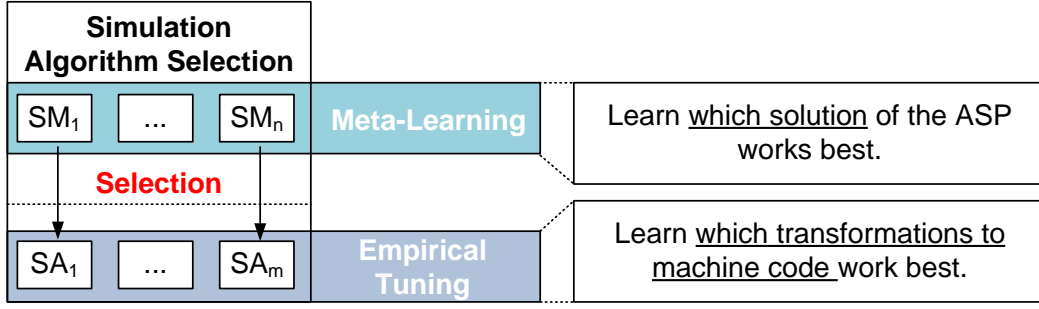 Simulation
Algorithm Selection
SM₁ ... SMₙ Meta-Learning
Learn which solution of the ASP
works best.
Selection
SA₁ ... SAₘ Empirical
Tuning
Learn which transformations to
machine code work best.